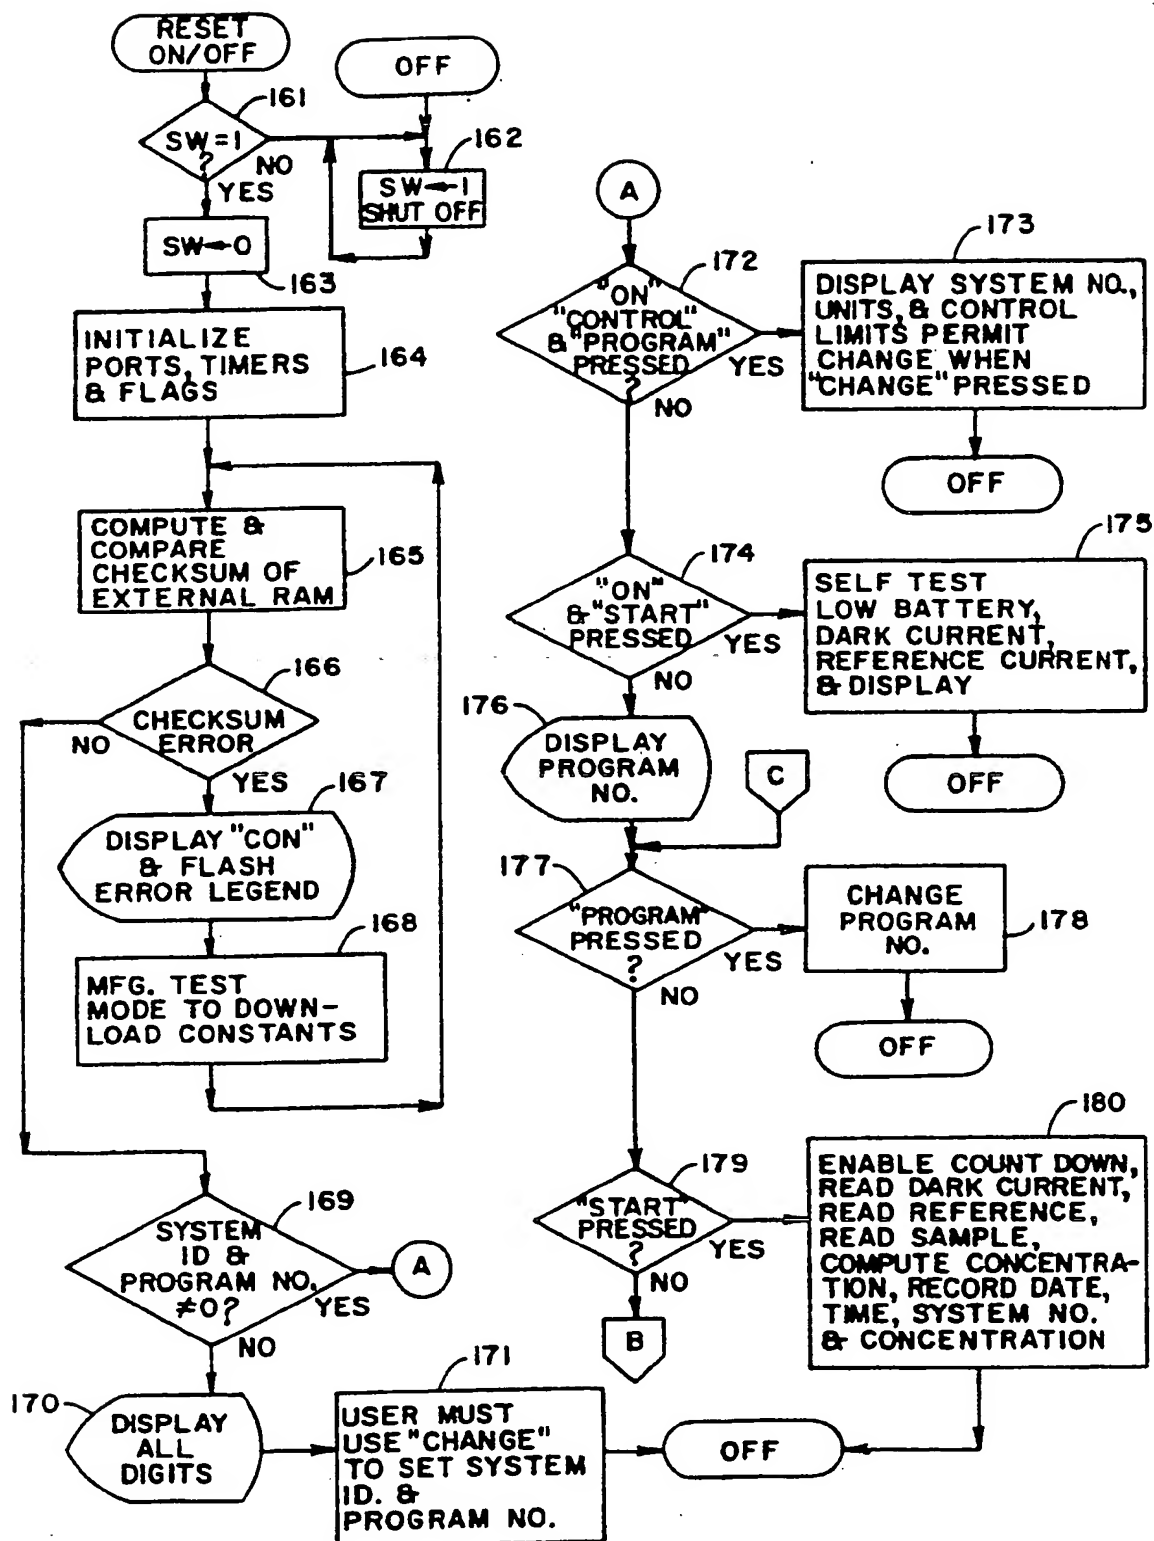 RESET
ON/OFF
OFF
161
SW=1
?
NO
YES
162
SW←1
SHUT OFF
SW←0
163
INITIALIZE
PORTS, TIMERS
& FLAGS
164
COMPUTE &
COMPARE
CHECKSUM OF
EXTERNAL RAM
165
166
CHECKSUM
ERROR
NO
YES
167
DISPLAY "CON"
& FLASH
ERROR LEGEND
168
MFG. TEST
MODE TO DOWN-
LOAD CONSTANTS
169
SYSTEM
ID &
PROGRAM NO.
≠0?
YES
A
NO
170
DISPLAY
ALL
DIGITS
171
USER MUST
USE "CHANGE"
TO SET SYSTEM
ID. &
PROGRAM NO.
OFF
A
172
"ON"
"CONTROL"
& "PROGRAM"
PRESSED
?
YES
NO
173
DISPLAY SYSTEM NO.,
UNITS, & CONTROL
LIMITS PERMIT
CHANGE WHEN
"CHANGE" PRESSED
OFF
174
"ON"
& "START"
PRESSED
YES
NO
175
SELF TEST
LOW BATTERY,
DARK CURRENT,
REFERENCE CURRENT,
& DISPLAY
OFF
176
DISPLAY
PROGRAM
NO.
C
177
"PROGRAM"
PRESSED
?
YES
NO
CHANGE
PROGRAM
NO.
178
OFF
179
"START"
PRESSED
?
YES
NO
B
180
ENABLE COUNT DOWN,
READ DARK CURRENT,
READ REFERENCE,
READ SAMPLE,
COMPUTE CONCENTRA-
TION, RECORD DATE,
TIME, SYSTEM NO.
& CONCENTRATION